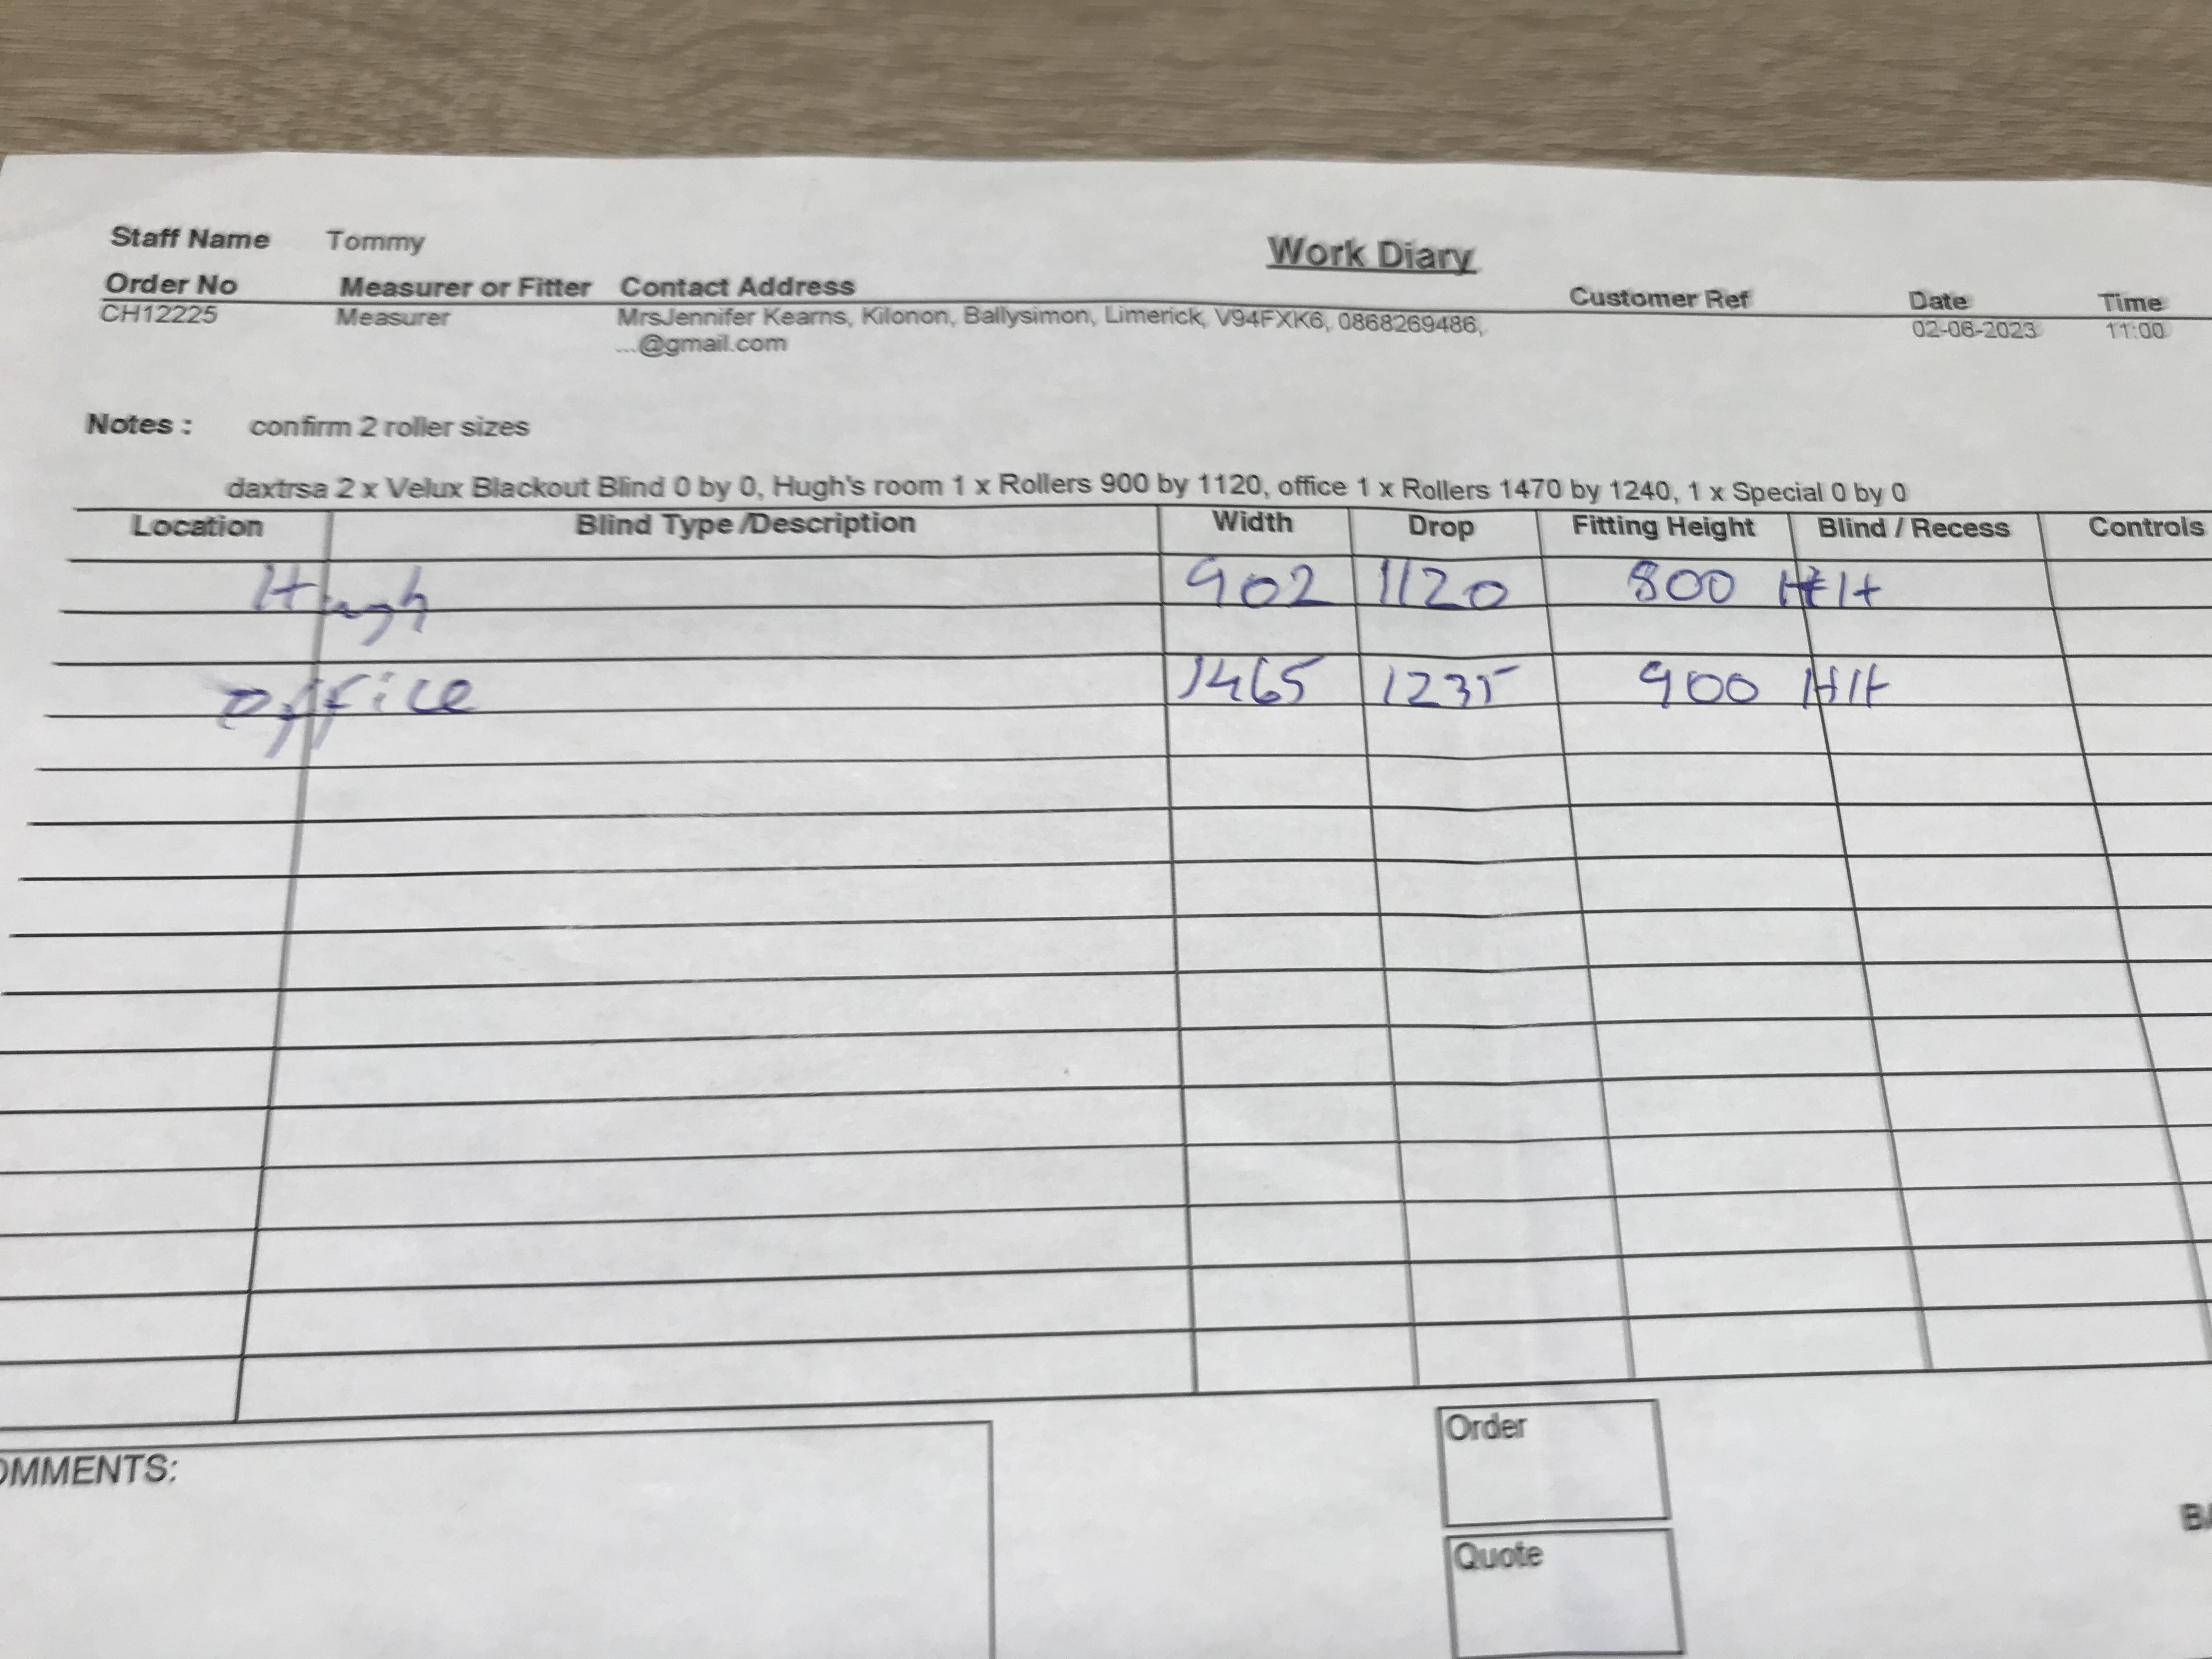 Staff Name Tommy
Work Diary
Order No Measurer or Fitter Contact Address Customer Ref Date Time
CH12225 Measurer MrsJennifer Kearns, Kilonon, Ballysimon, Limerick, V94FXK6, 0868269486, 02-06-2023 11:00
...@gmail.com
Notes : confirm 2 roller sizes
daxtrsa 2 x Velux Blackout Blind 0 by 0, Hugh's room 1 x Rollers 900 by 1120, office 1 x Rollers 1470 by 1240, 1 x Special 0 by 0
Location Blind Type /Description Width Drop Fitting Height Blind / Recess Controls
Hugh 902 1120 800
office 1465 1235 900
OMMENTS:
Order
Quote
BA